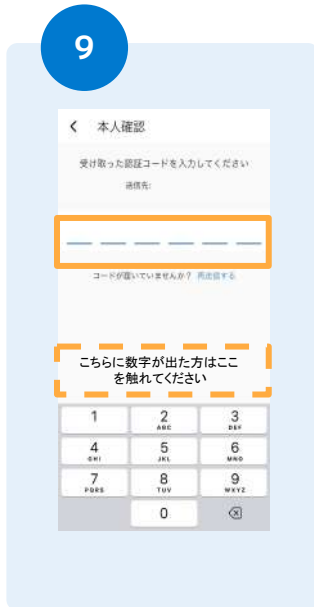 9
本人確認
受け取った認証コードを入力してください
送信先:
コードが届いていませんか？ 再送信する
こちらに数字が出た方はここ
を触れてください
1 2 3
ABC DEF
4 5 6
GHI JKL MNO
7 8 9
PQRS TUV WXYZ
0